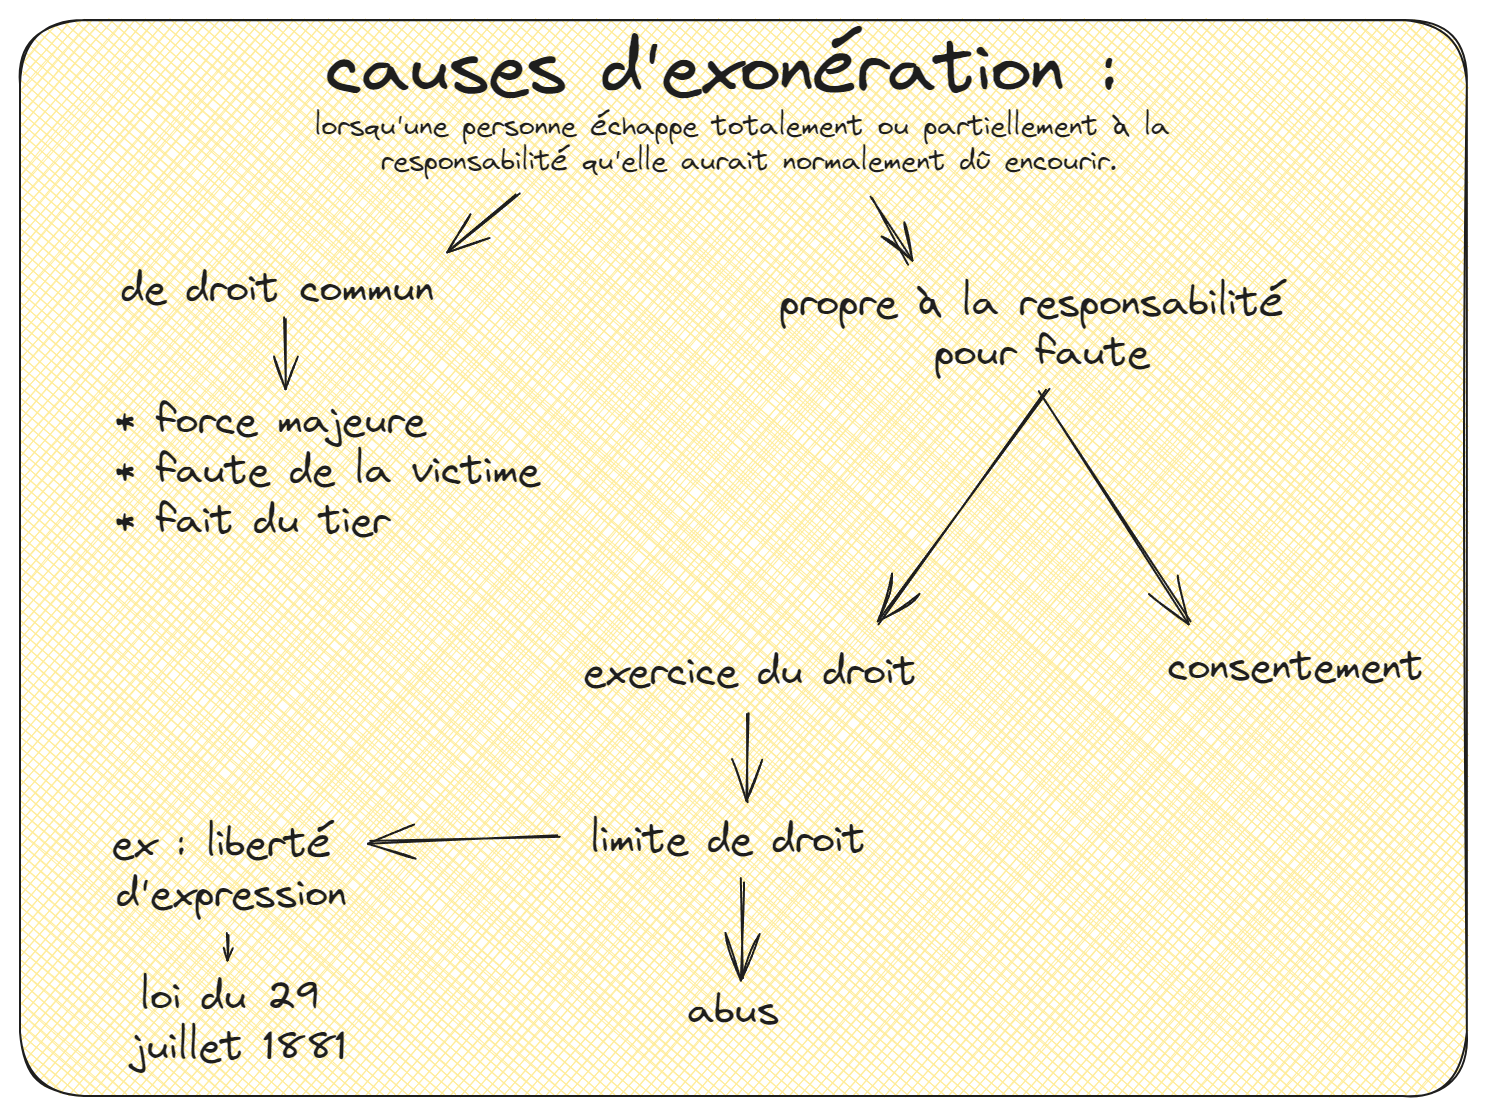 causes d'exonération :
lorsqu'une personne échappe totalement ou partiellement à la
responsabilité qu'elle aurait normalement dû encourir.
de droit commun
* force majeure
* faute de la victime
* fait du tier
propre à la responsabilité
pour faute
exercice du droit
consentement
limite de droit
ex : liberté
d'expression
loi du 29
juillet 1881
abus